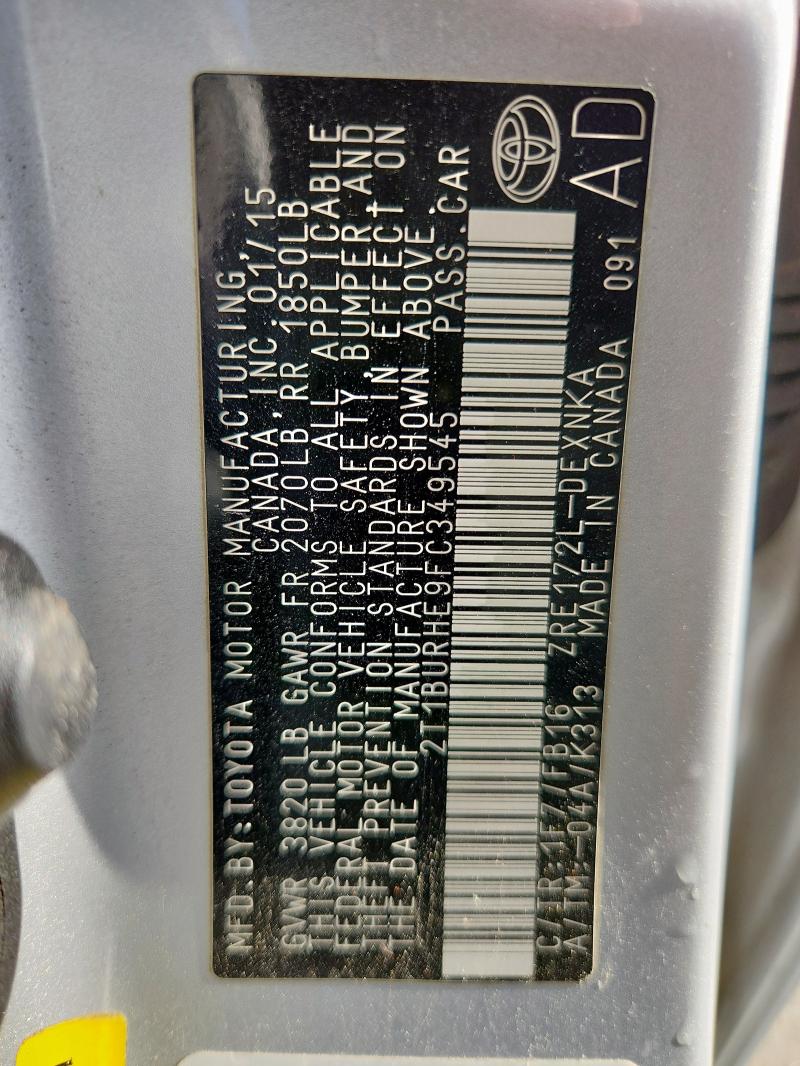 MFD. BY: TOYOTA MOTOR MANUFACTURING,
CANADA, INC. 01/15
GVWR 3820 LB GAWR FR 2070LB, RR 1850LB
THIS VEHICLE CONFORMS TO ALL APPLICABLE
FEDERAL MOTOR VEHICLE SAFETY, BUMPER, AND
THEFT PREVENTION STANDARDS IN EFFECT ON
THE DATE OF MANUFACTURE SHOWN ABOVE.
2T1BURHE9FC349545 PASS.CAR
C/TR: 1F7/FB16 ZRE172L-DEXNKA
A/TM: -04A/K313 MADE IN CANADA 091 AD